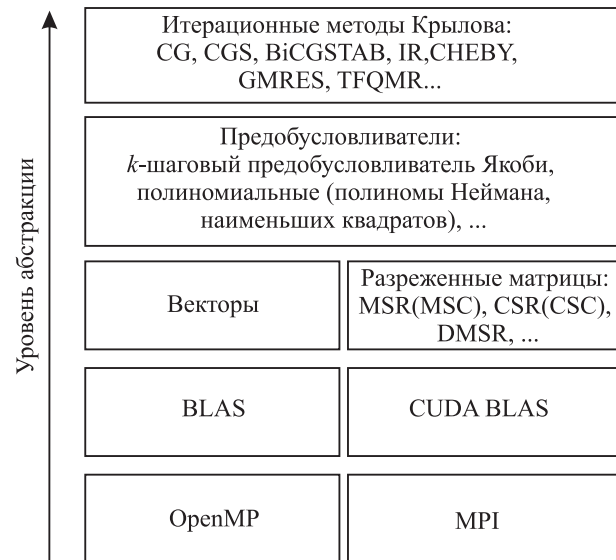 Итерационные методы Крылова:
CG, CGS, BiCGSTAB, IR,CHEBY,
GMRES, TFQMR...
Предобусловливатели:
k-шаговый предобусловливатель Якоби,
полиномиальные (полиномы Неймана,
наименьших квадратов), ...
Векторы
Разреженные матрицы:
MSR(MSC), CSR(CSC),
DMSR, ...
BLAS
CUDA BLAS
OpenMP
MPI
Уровень абстракции